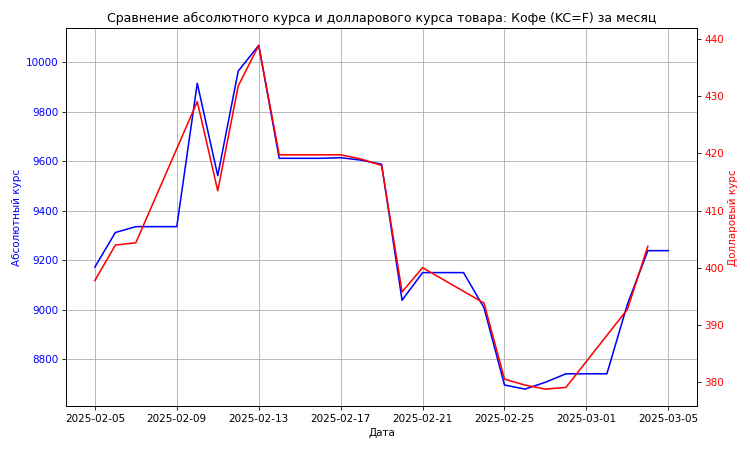 Сравнение абсолютного курса и долларового курса товара: Кофе (KC=F) за месяц
Абсолютный курс
10000
9800
9600
9400
9200
9000
8800
440
430
420
410
400
390
380
Долларовый курс
2025-02-05 2025-02-09 2025-02-13 2025-02-17 2025-02-21 2025-02-25 2025-03-01 2025-03-05
Дата